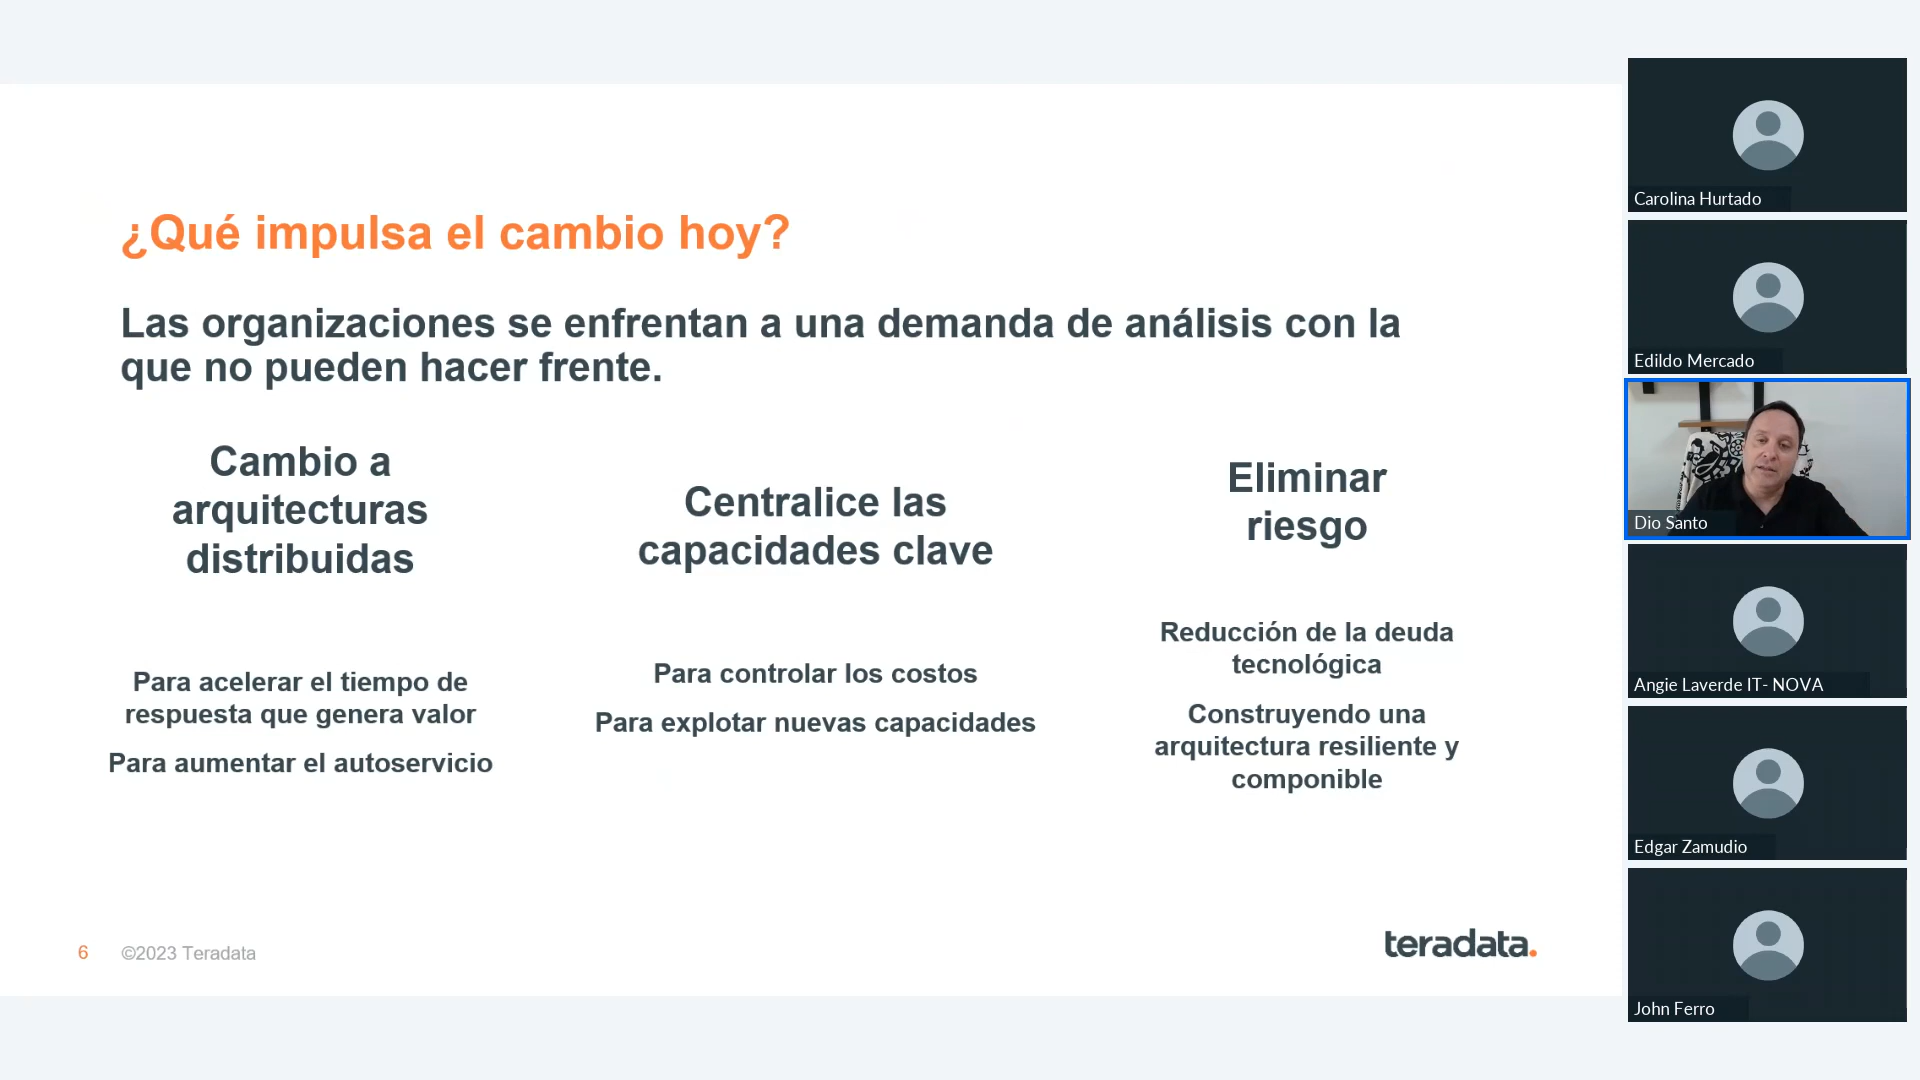 ¿Qué impulsa el cambio hoy?
Las organizaciones se enfrentan a una demanda de análisis con la
que no pueden hacer frente.
Cambio a
arquitecturas
distribuidas
Para acelerar el tiempo de
respuesta que genera valor
Para aumentar el autoservicio
Centralice las
capacidades clave
Para controlar los costos
Para explotar nuevas capacidades
Eliminar
riesgo
Reducción de la deuda
tecnológica
Construyendo una
arquitectura resiliente y
componible
6 ©2023 Teradata
teradata.
Carolina Hurtado
Edildo Mercado
Dio Santo
Angie Laverde IT- NOVA
Edgar Zamudio
John Ferro